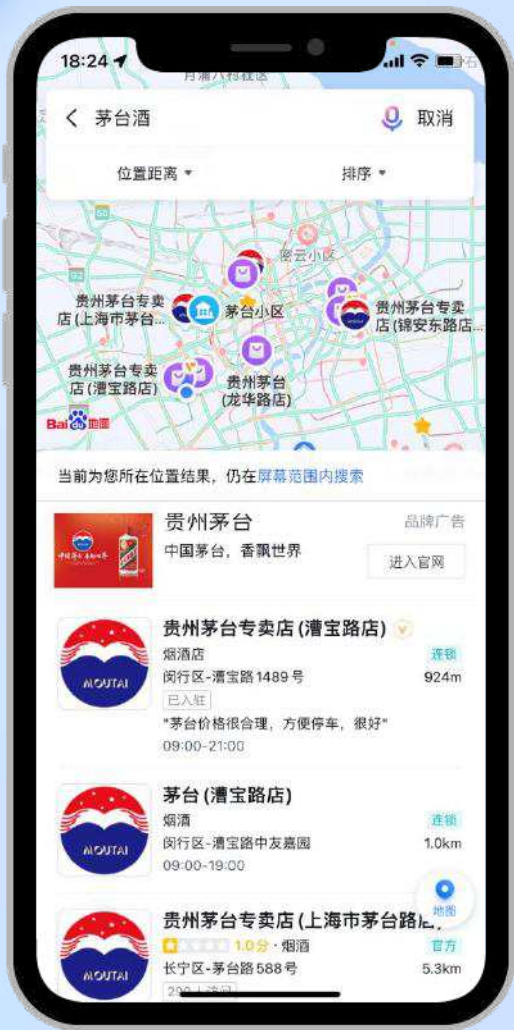 18:24
茅台酒
取消
位置距离
排序
密云小区
贵州茅台专卖
店(上海市茅台...
茅台小区
贵州茅台专卖
店(锦安东路店...
贵州茅台专卖
店(漕宝路店)
贵州茅台
(龙华路店)
Bai du 地图
当前为您所在位置结果，仍在屏幕范围内搜索
贵州茅台
品牌广告
中国茅台，香飘世界
进入官网
贵州茅台专卖店(漕宝路店)
烟酒店
连锁
闵行区-漕宝路1489号
924m
已入驻
"茅台价格很合理，方便停车，很好"
09:00-21:00
MOUTAI
茅台(漕宝路店)
烟酒
连锁
闵行区-漕宝路中友嘉园
1.0km
09:00-19:00
MOUTAI
地图
贵州茅台专卖店(上海市茅台路店)
1.0分·烟酒
官方
长宁区-茅台路588号
5.3km
MOUTAI